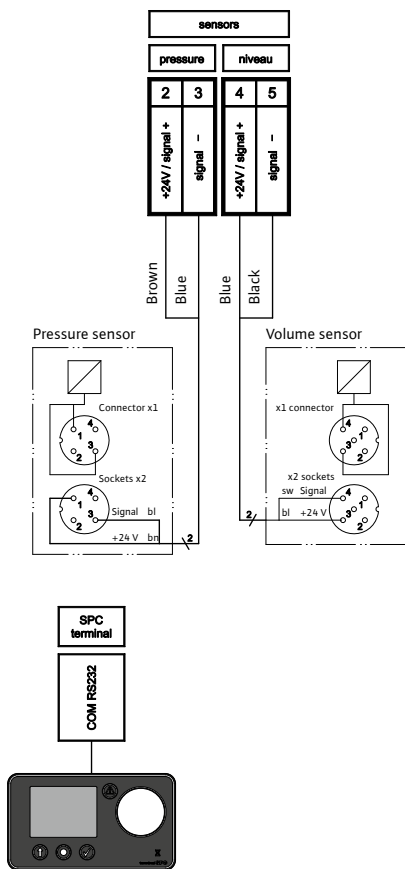 sensors
pressure niveau
2 3 4 5
+24V / signal +
signal -
+24V / signal +
signal -
Brown
Blue
Blue
Black
Pressure sensor
Volume sensor
Connector x1
4
1
3
2
x1 connector
4
1
3
2
Sockets x2
4
1
3
2
Signal bl
+24 V bn
2
x2 sockets
sw Signal
bl +24 V
4
1
3
2
2
SPC
terminal
COM RS232